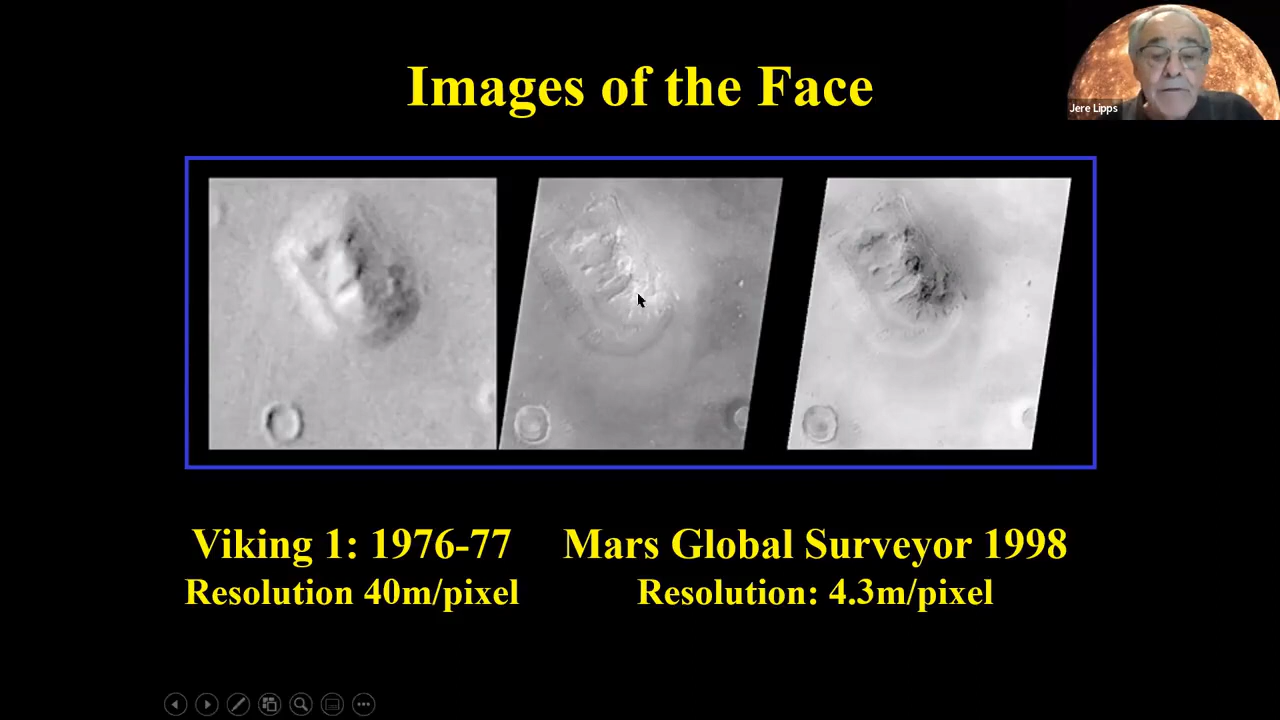 Images of the Face
Jere Lipps
Viking 1: 1976-77
Resolution 40m/pixel
Mars Global Surveyor 1998
Resolution: 4.3m/pixel